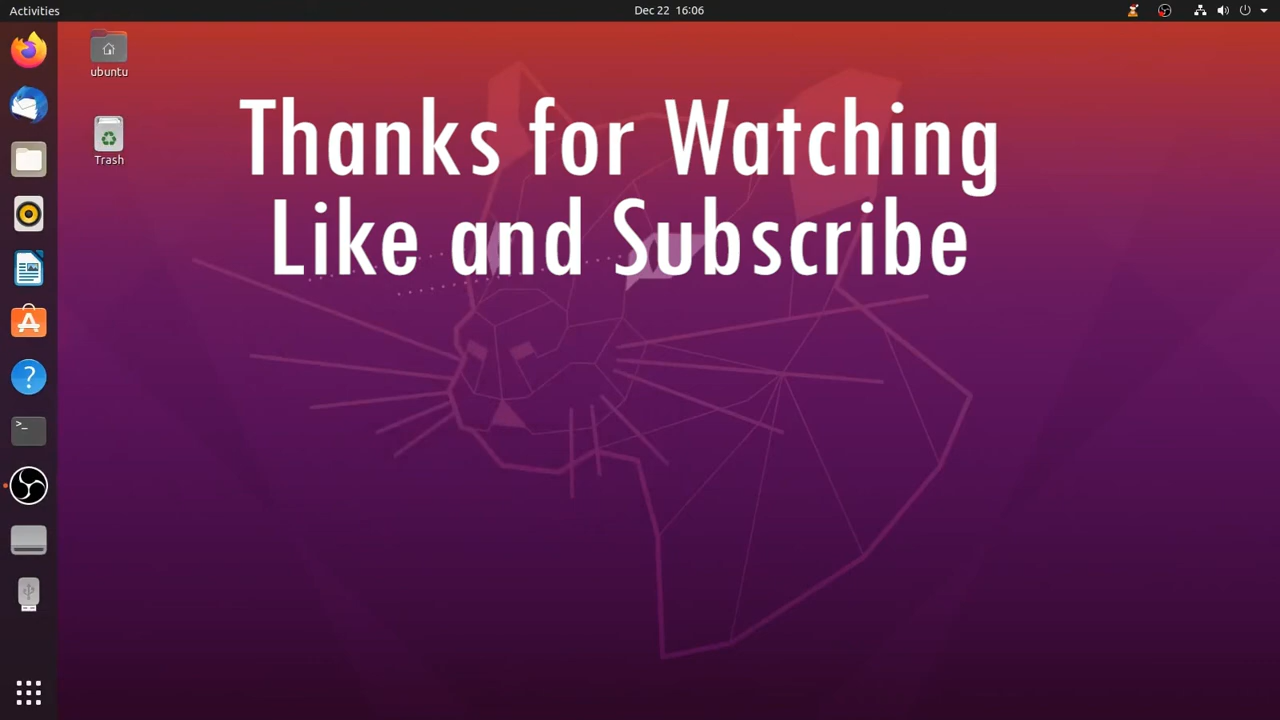 Activities
Dec 22 16:06
ubuntu
Trash
Thanks for Watching
Like and Subscribe